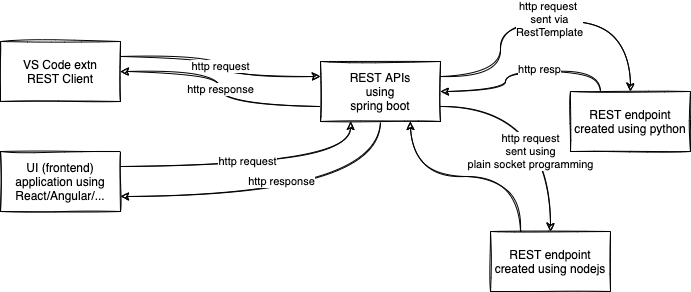 VS Code extn
REST Client
http request
http response
UI (frontend)
application using
React/Angular/...
http request
http response
REST APIs
using
spring boot
http request
sent via
RestTemplate
http resp
REST endpoint
created using python
http request
sent using
plain socket programming
REST endpoint
created using nodejs